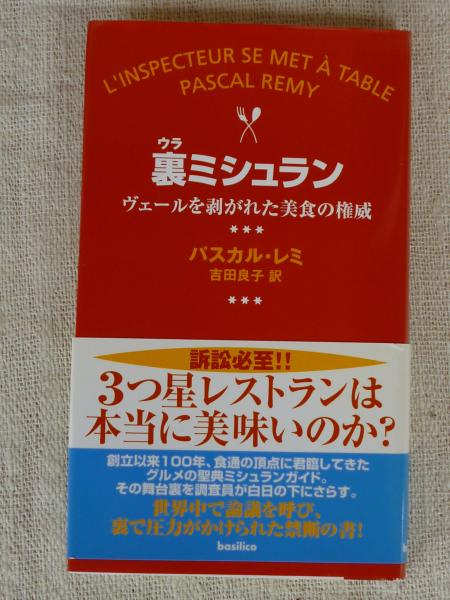 L'INSPECTEUR SE MET À TABLE
PASCAL REMY
ウラ
裏ミシュラン
ヴェールを剥がれた美食の権威
***
パスカル・レミ
吉田良子 訳
***
訴訟必至!!
3つ星レストランは
本当に美味いのか?
創立以来100年、食通の頂点に君臨してきた
グルメの聖典ミシュランガイド。
その舞台裏を調査員が白日の下にさらす。
世界中で論議を呼び、
裏で圧力がかけられた禁断の書!
basilico